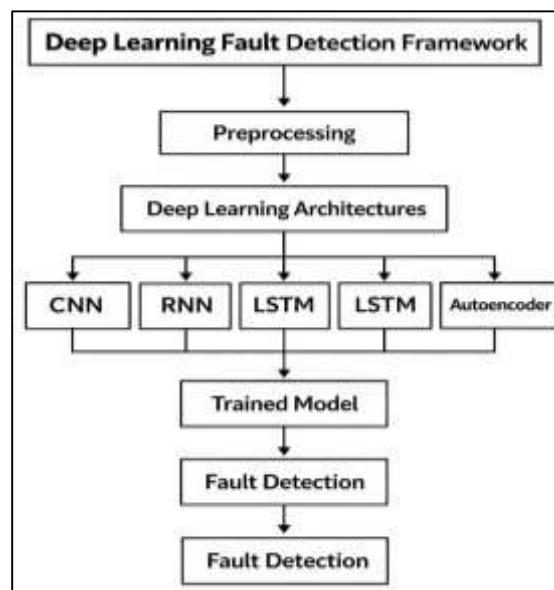 Deep Learning Fault Detection Framework
Preprocessing
Deep Learning Architectures
CNN
RNN
LSTM
LSTM
Autoencoder
Trained Model
Fault Detection
Fault Detection